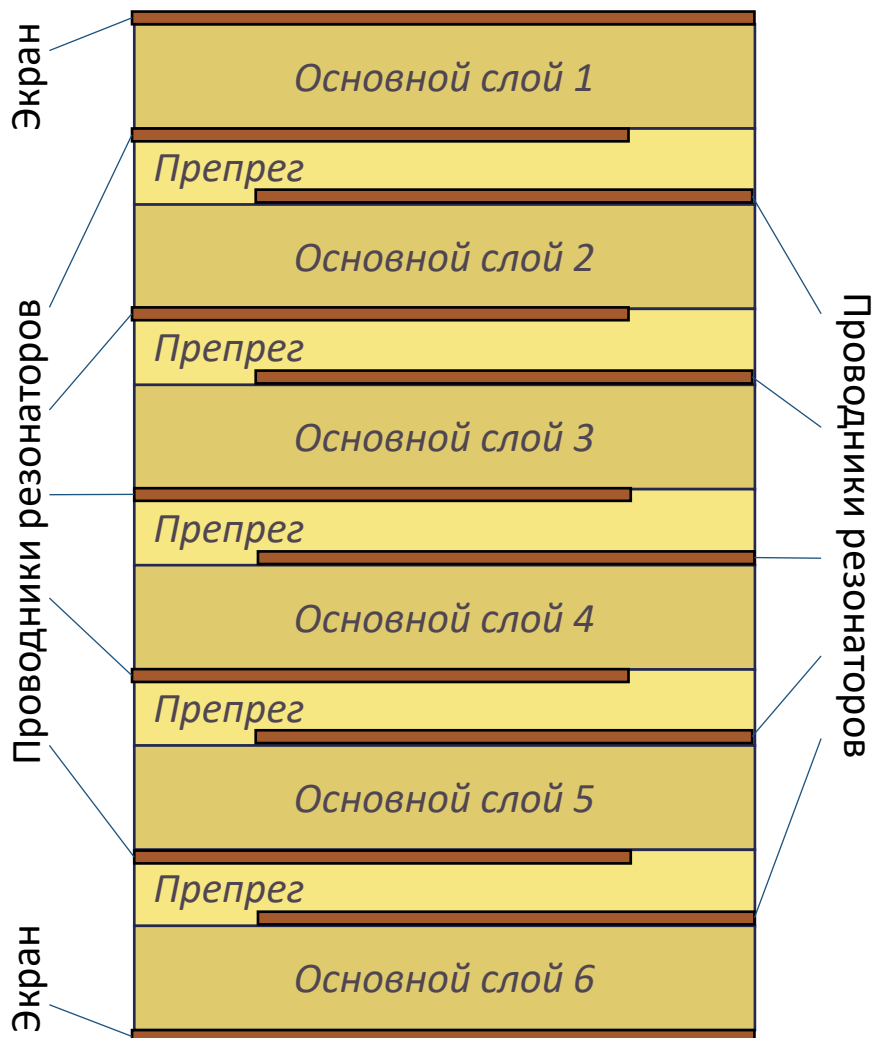 Экран
Основной слой 1
Препрег
Основной слой 2
Препрег
Основной слой 3
Препрег
Основной слой 4
Препрег
Основной слой 5
Препрег
Основной слой 6
Проводники резонаторов
Проводники резонаторов
Экран